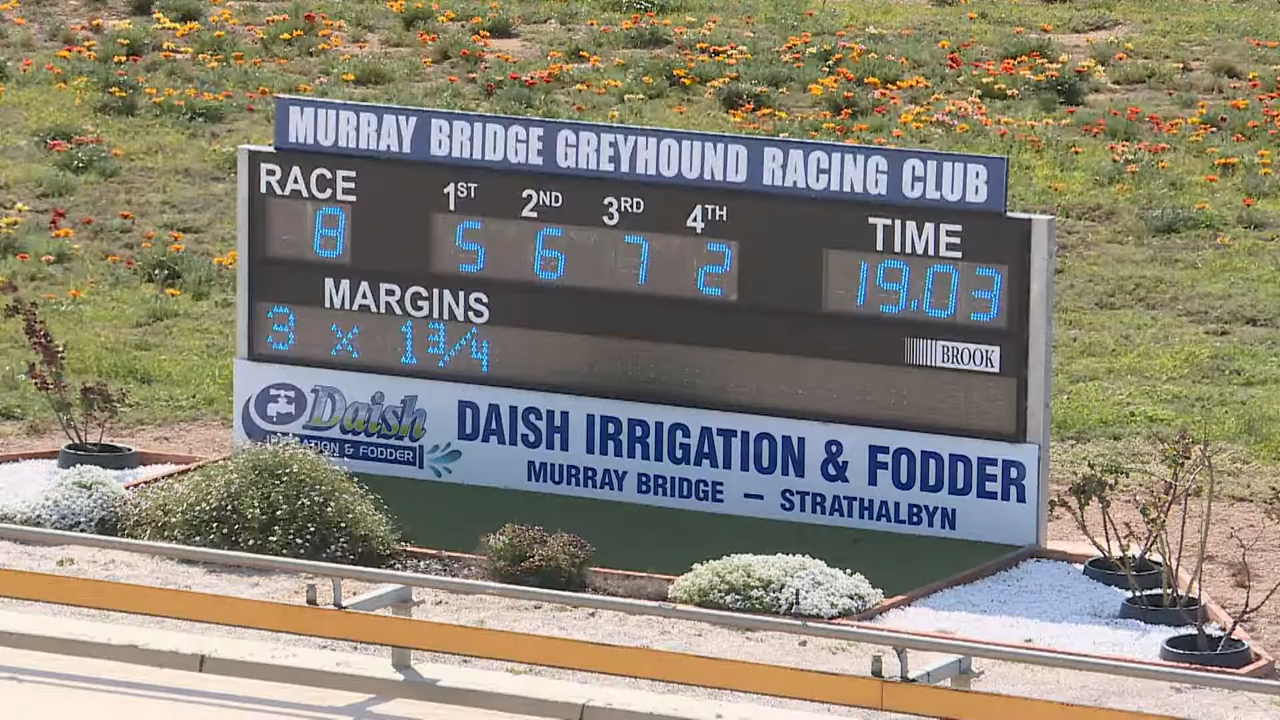 MURRAY BRIDGE GREYHOUND RACING CLUB
RACE 1ST 2ND 3RD 4TH TIME
8 5 6 7 2 19.03
MARGINS
3 x 1 3/4
BROOK
Daish
IRRIGATION & FODDER
DAISH IRRIGATION & FODDER
MURRAY BRIDGE – STRATHALBYN